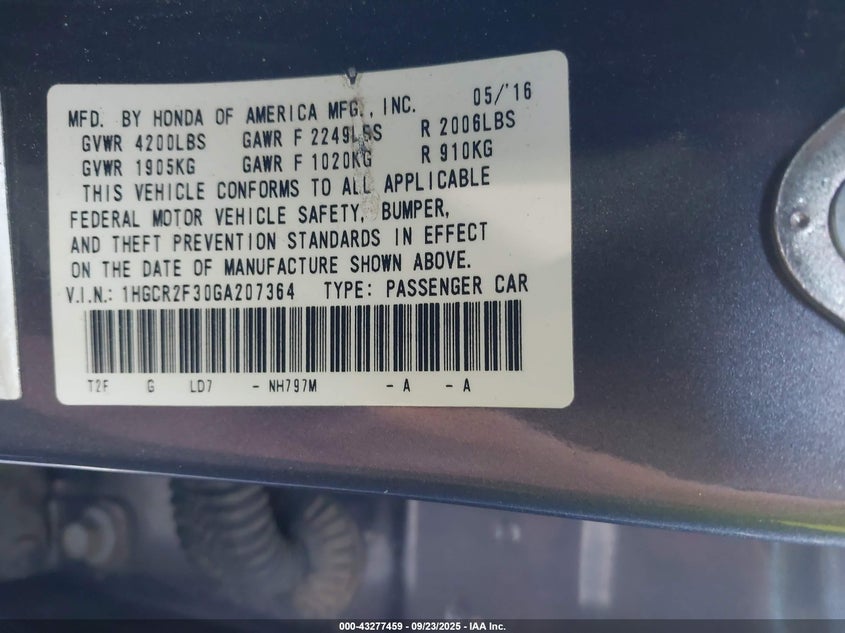 MFD. BY HONDA OF AMERICA MFG., INC. 05/'16
GVWR 4200LBS GAWR F 2249LBS R 2006LBS
GVWR 1905KG GAWR F 1020KG R 910KG
THIS VEHICLE CONFORMS TO ALL APPLICABLE
FEDERAL MOTOR VEHICLE SAFETY, BUMPER,
AND THEFT PREVENTION STANDARDS IN EFFECT
ON THE DATE OF MANUFACTURE SHOWN ABOVE.
V.I.N.: 1HGCR2F30GA207364 TYPE: PASSENGER CAR
T2F G LD7 - NH797M - A - A
000-43277459 - 09/23/2025 - IAA Inc.